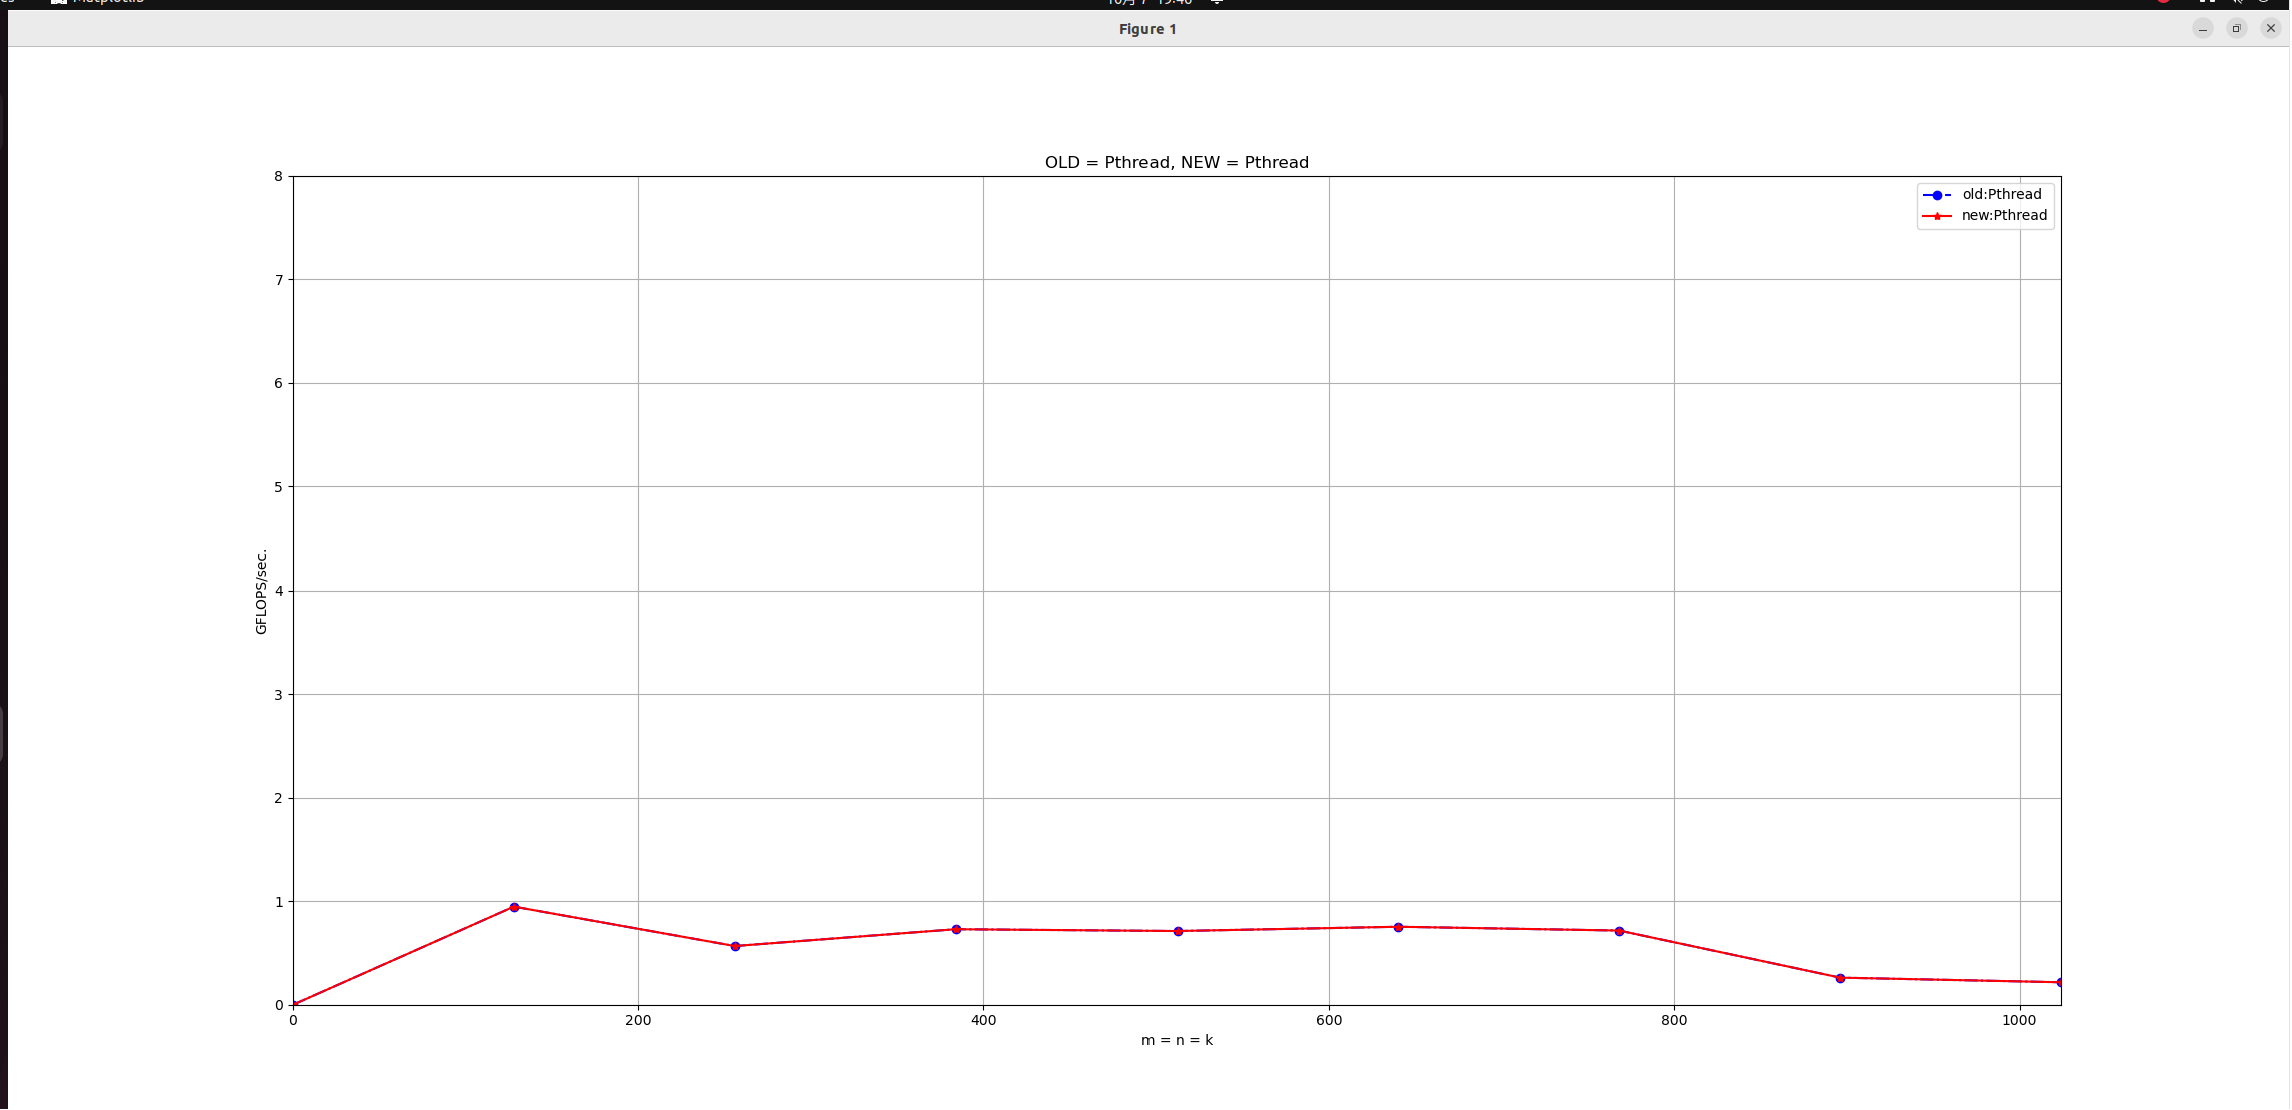 Figure 1
OLD = Pthread, NEW = Pthread
old:Pthread
new:Pthread
8
7
6
5
4
3
2
1
0
GFLOPS/sec.
0 200 400 600 800 1000
m = n = k